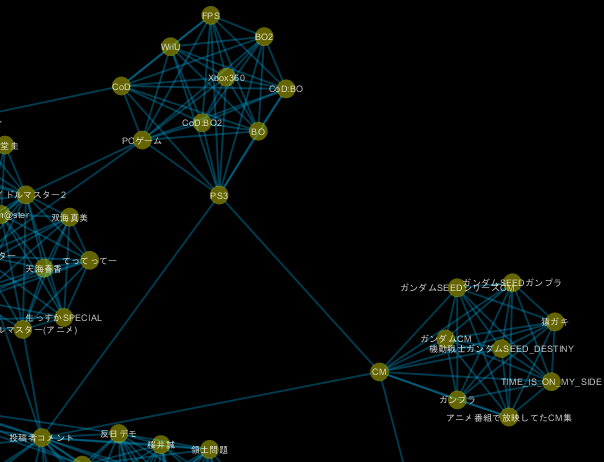 FPS
WiiU
BO2
Xbox360
CoD
CoD:BO
CoD:BO2
BO
PCゲーム
堂圭
PS3
イドルマスター2
m@ster
双海真美
ター
てってってー
天海春香
ガンダムSEEDシリーズCM
ガンダムSEEDガンプラ
生っすかSPECIAL
ルマスター(アニメ)
猿ガキ
ガンダムCM
機動戦士ガンダムSEED_DESTINY
CM
TIME_IS_ON_MY_SIDE
ガンプラ
アニメ番組で放映してたCM集
投稿者コメント
反日デモ
桜井誠
領土問題